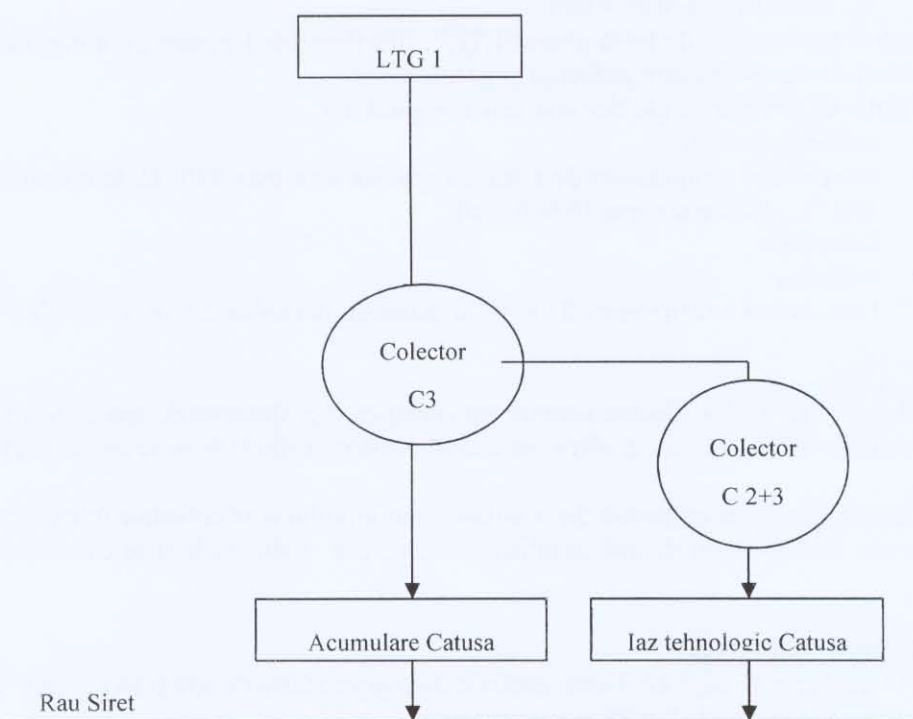 LTG 1
Colector
C3
Colector
C 2+3
Acumulare Catusa
Iaz tehnologic Catusa
Rau Siret